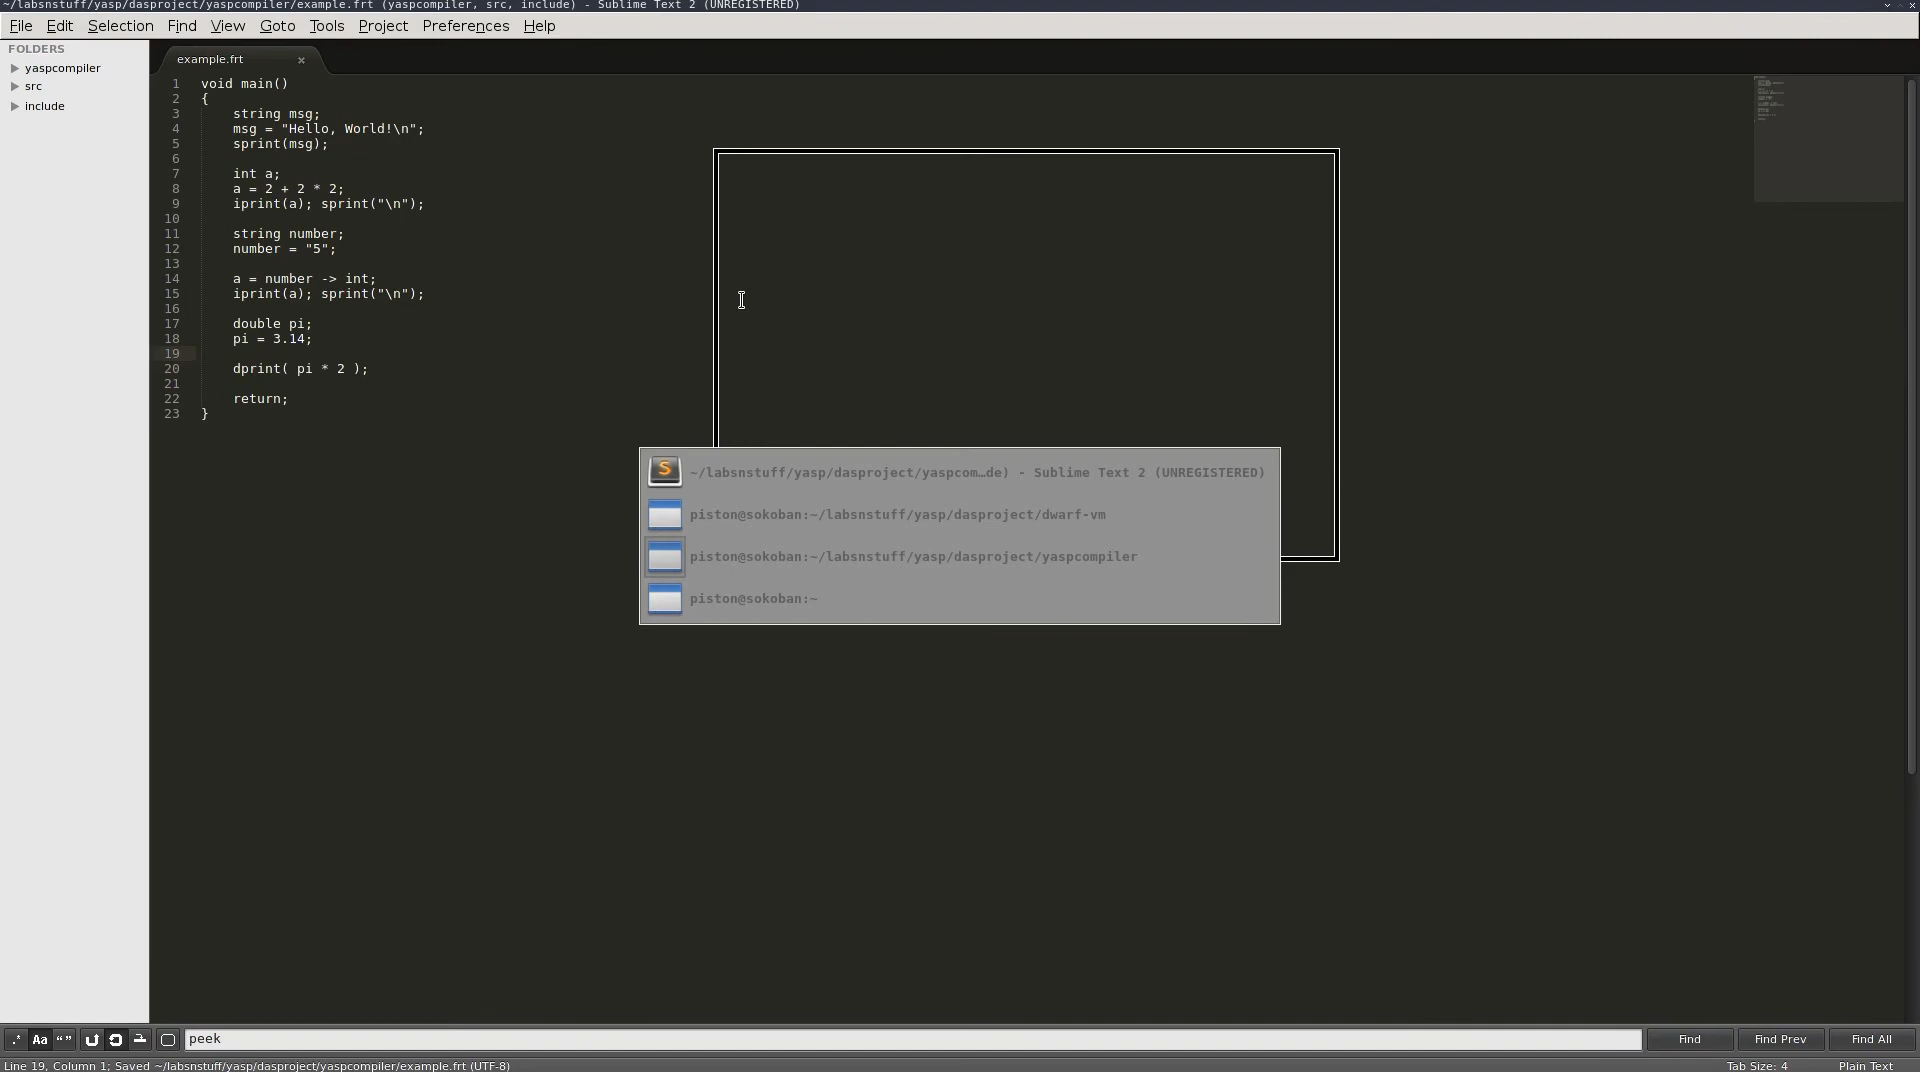 ~/labsnstuff/yasp/dasproject/yaspcompiler/example.frt (yaspcompiler, src, include) - Sublime Text 2 (UNREGISTERED)
File Edit Selection Find View Goto Tools Project Preferences Help
FOLDERS
yaspcompiler
src
include
example.frt
1 void main()
2 {
3 string msg;
4 msg = "Hello, World!\n";
5 sprint(msg);
6
7 int a;
8 a = 2 + 2 * 2;
9 iprint(a); sprint("\n");
10
11 string number;
12 number = "5";
13
14 a = number -> int;
15 iprint(a); sprint("\n");
16
17 double pi;
18 pi = 3.14;
19
20 dprint( pi * 2 );
21
22 return;
23 }
~/labsnstuff/yasp/dasproject/yaspcom…de) - Sublime Text 2 (UNREGISTERED)
piston@sokoban:~/labsnstuff/yasp/dasproject/dwarf-vm
piston@sokoban:~/labsnstuff/yasp/dasproject/yaspcompiler
piston@sokoban:~
.* Aa “” peek Find Find Prev Find All
Line 19, Column 1; Saved ~/labsnstuff/yasp/dasproject/yaspcompiler/example.frt (UTF-8) Tab Size: 4 Plain Text